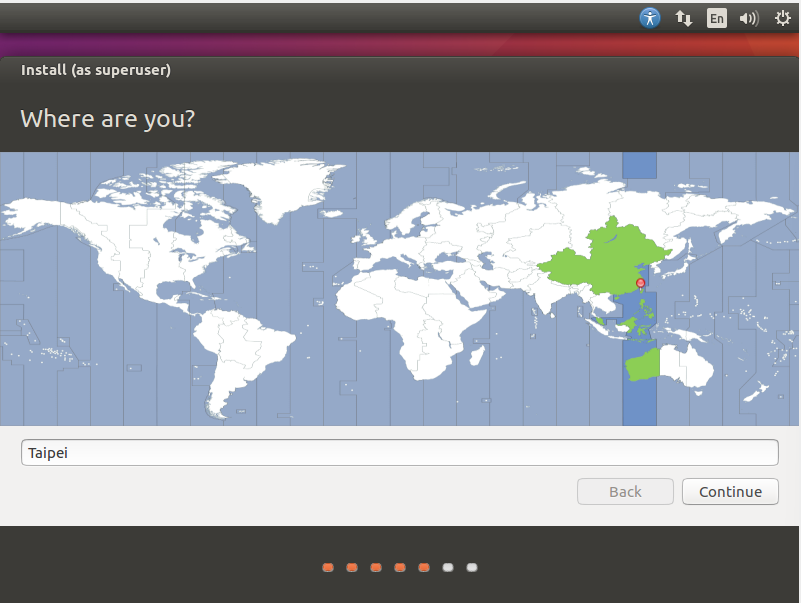 En
Install (as superuser)
Where are you?
Taipei
Back
Continue